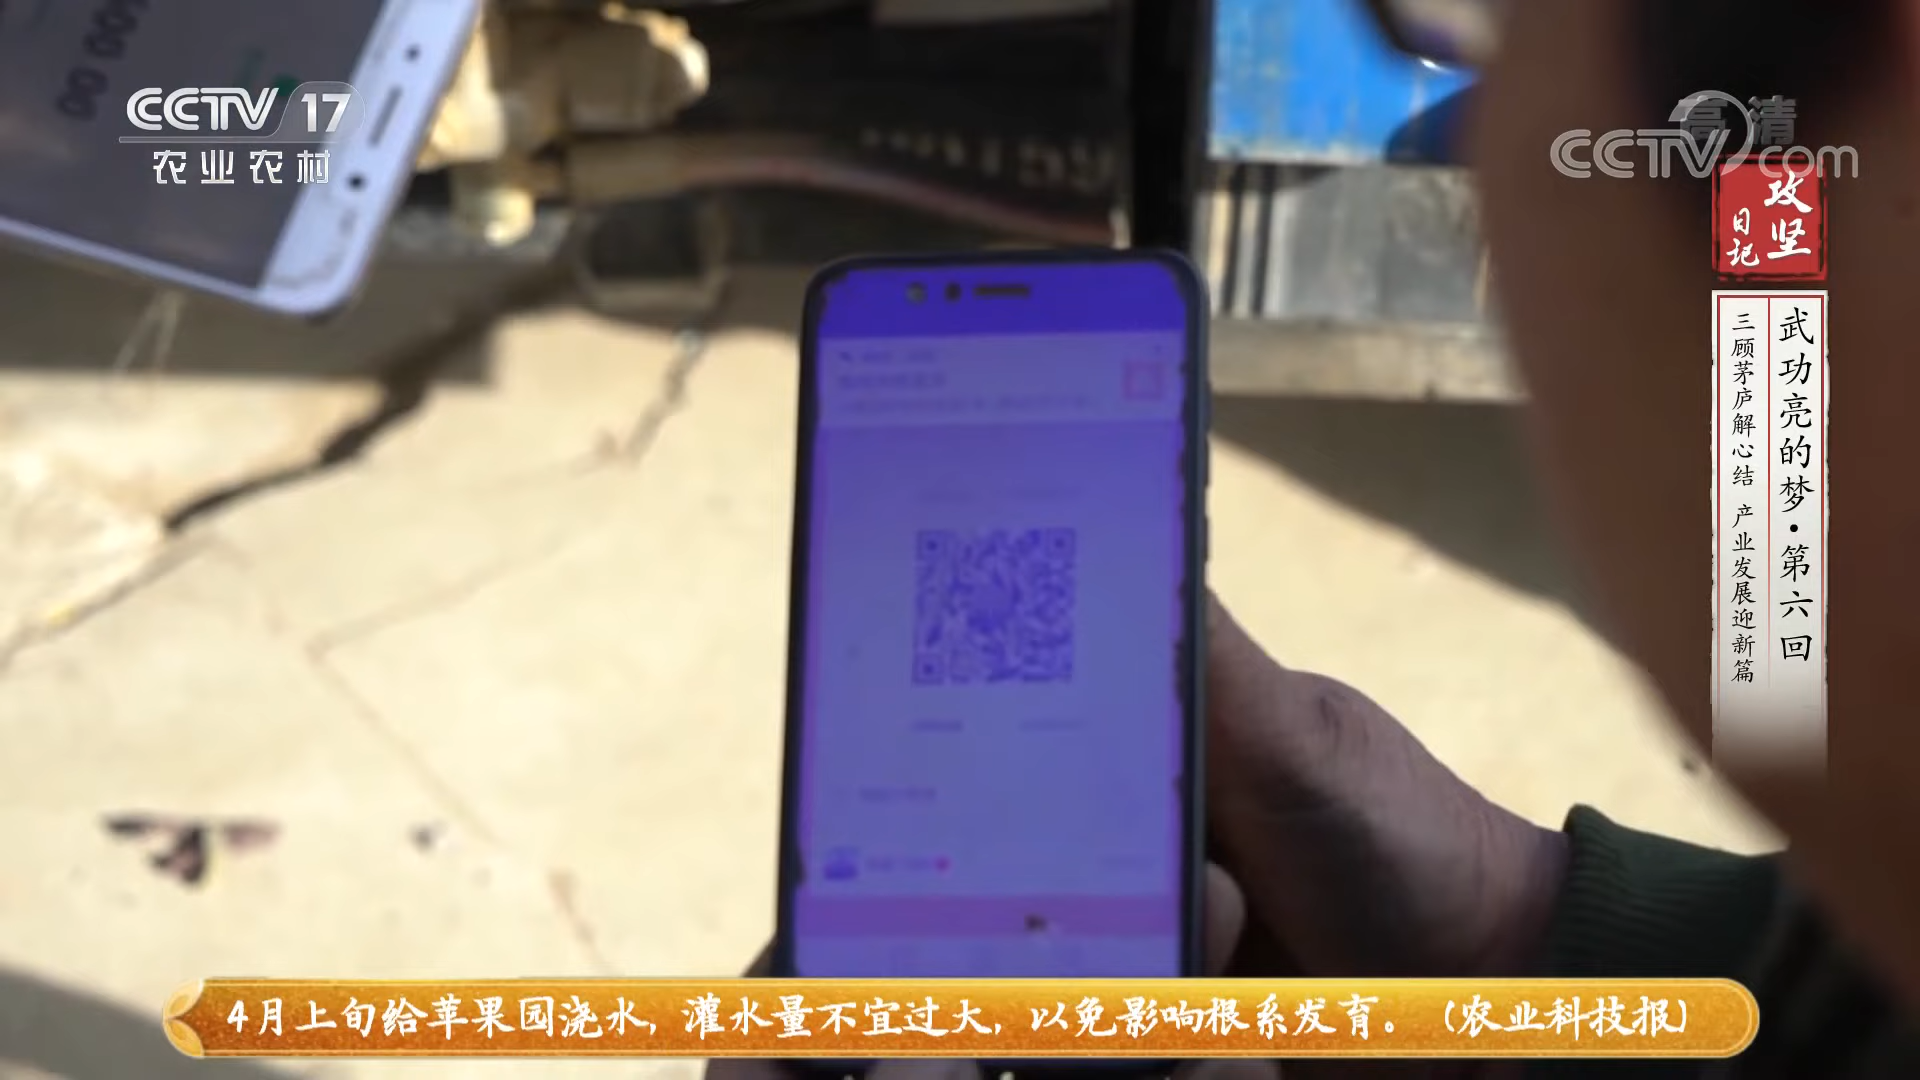 CCTV 17
农业农村
高清
CCTV.com
攻坚
日记
武功亮的梦·第六回
三顾茅庐解心结 产业发展迎新篇
4月上旬给苹果园浇水，灌水量不宜过大，以免影响根系发育。（农业科技报）